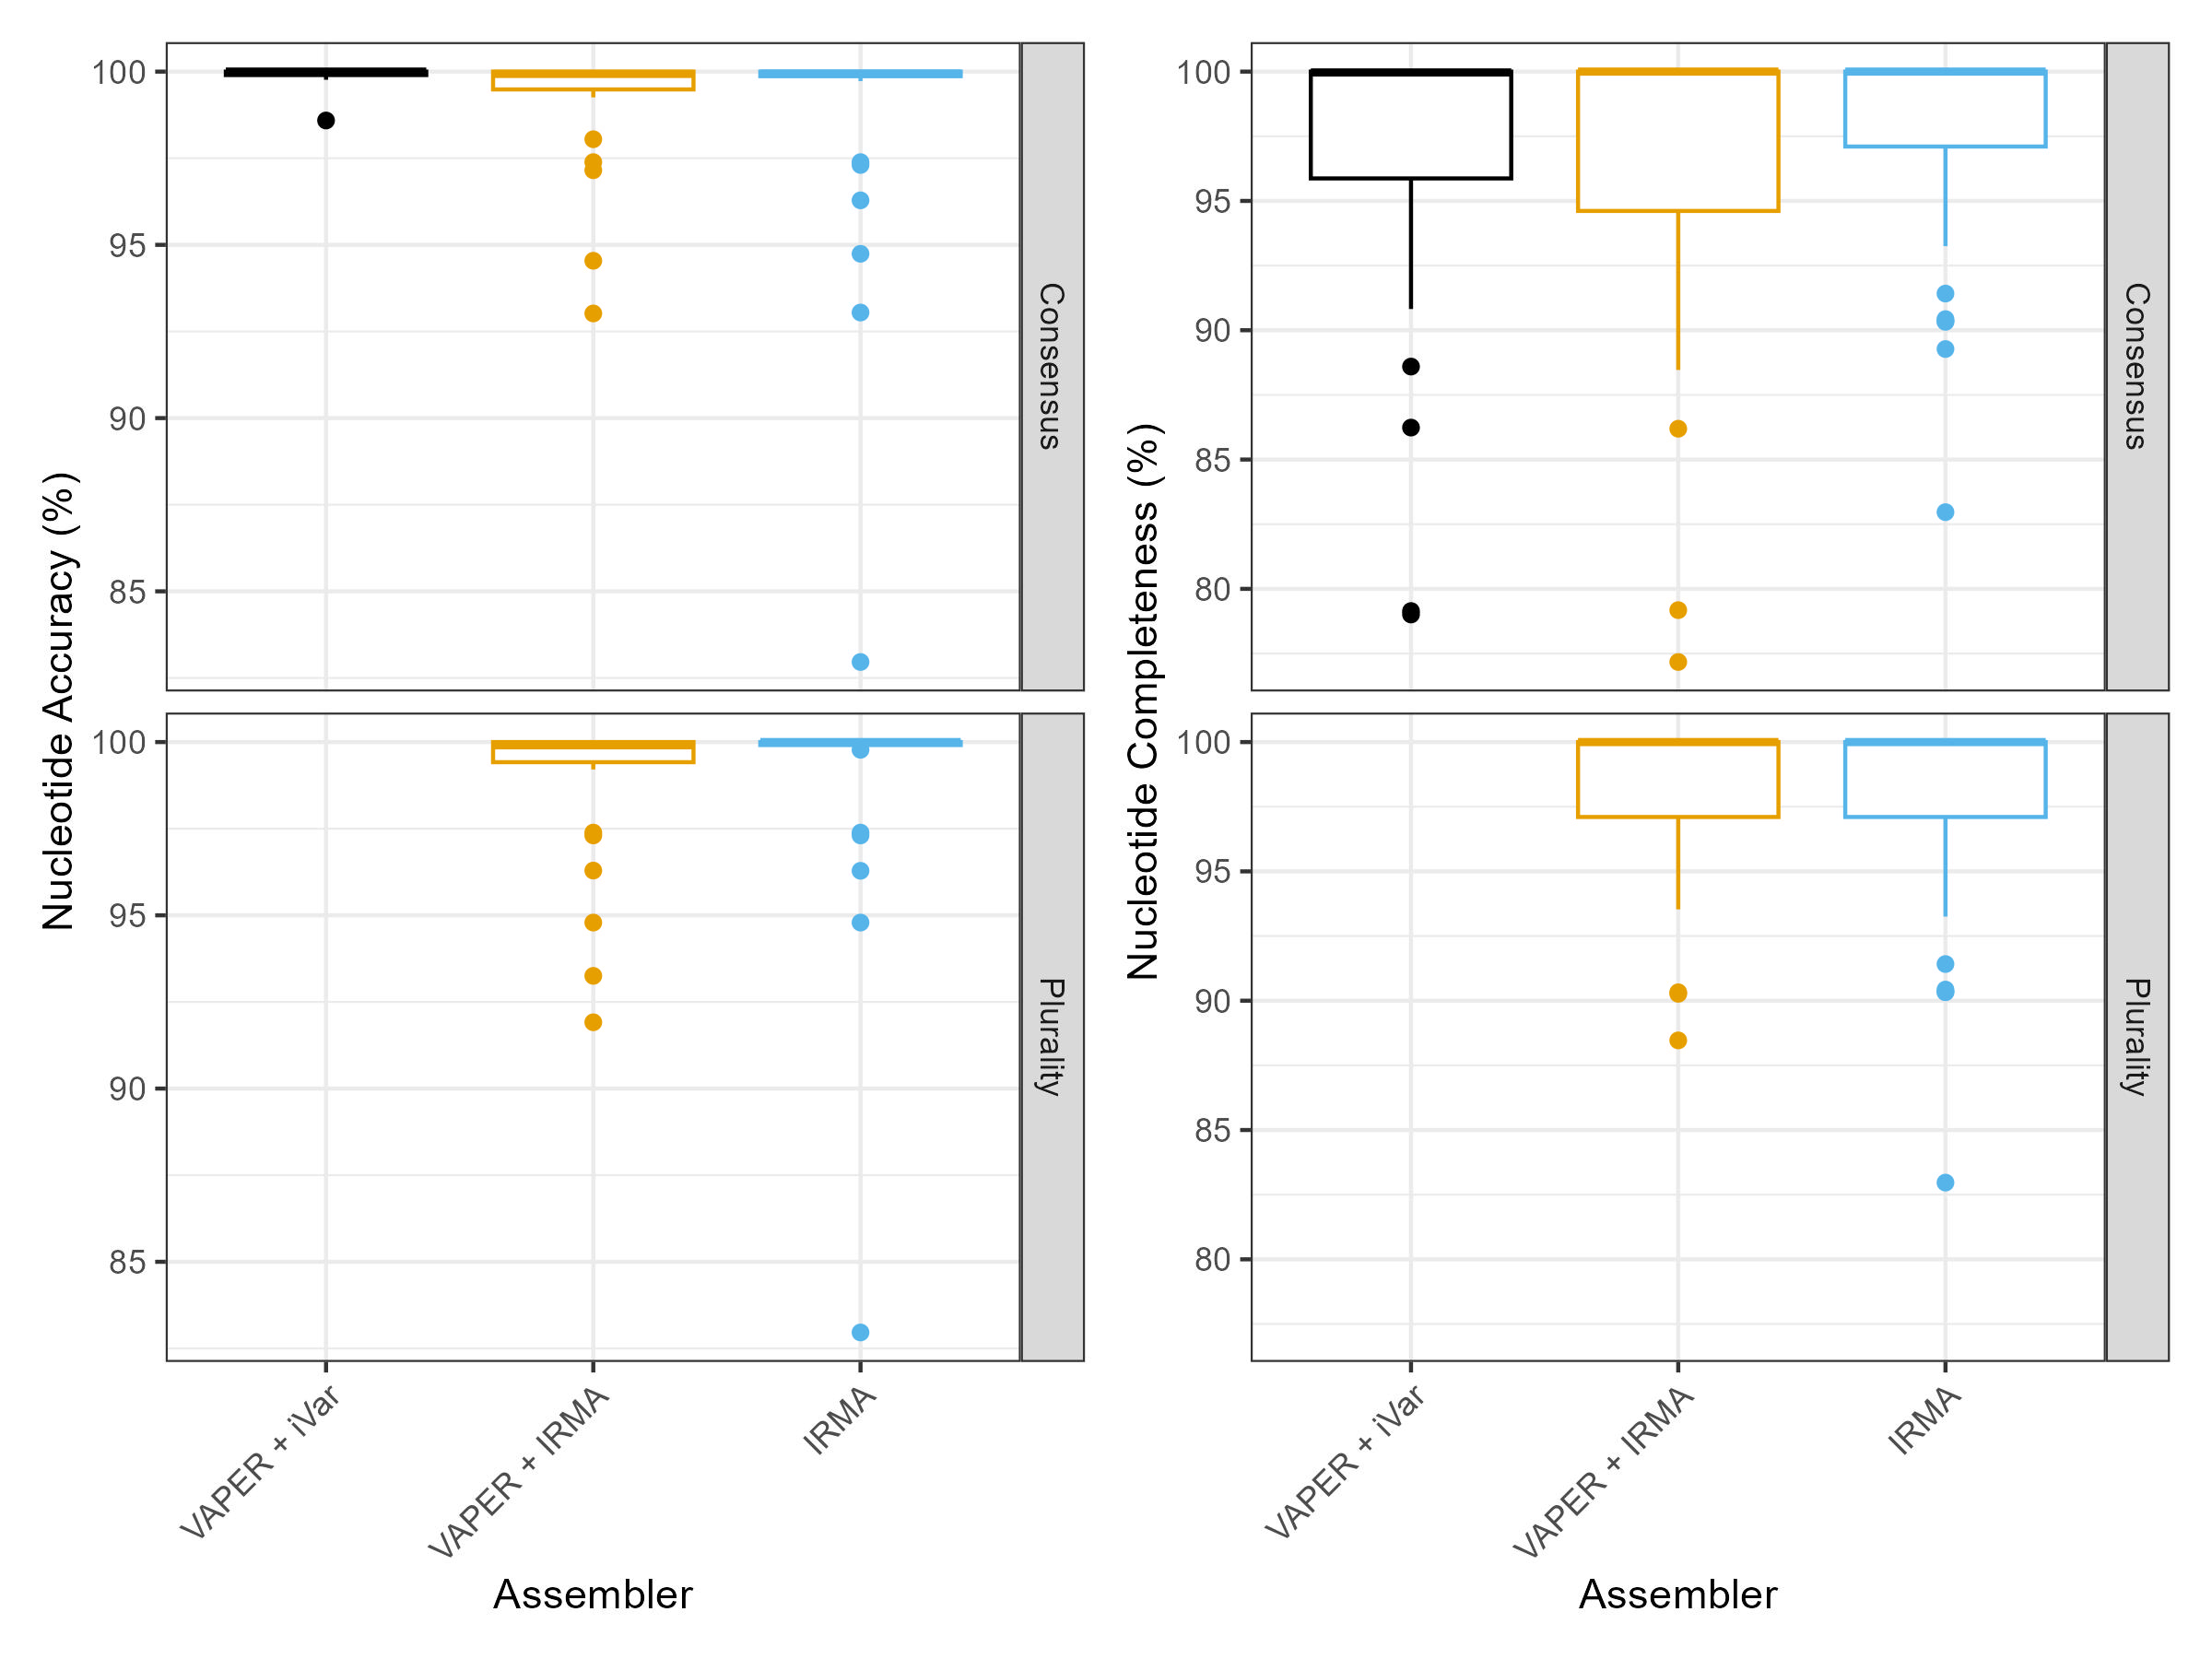 Nucleotide Accuracy (%)
100
95
90
85
Consensus
100
95
90
85
Plurality
VAPER + iVar
VAPER + IRMA
IRMA
Assembler
Nucleotide Completeness (%)
100
95
90
85
80
Consensus
100
95
90
85
80
Plurality
VAPER + iVar
VAPER + IRMA
IRMA
Assembler